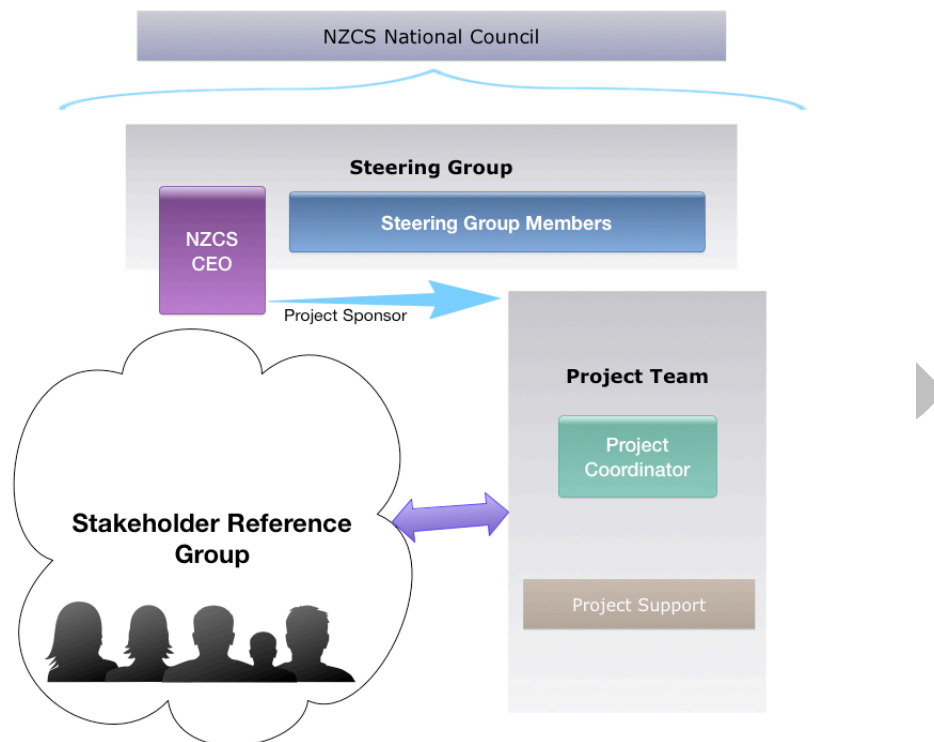 NZCS National Council
Steering Group
Steering Group Members
NZCS
CEO
Project Sponsor
Project Team
Project
Coordinator
Stakeholder Reference
Group
Project Support